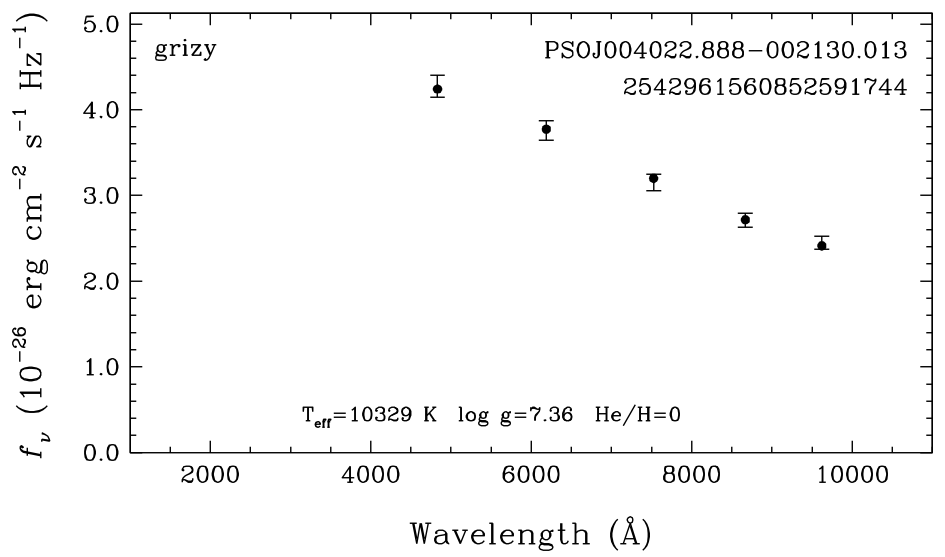 grizy
PSOJ004022.888−002130.013
2542961560852591744
5.0
4.0
3.0
2.0
1.0
0.0
f_ν (10^−26 erg cm^−2 s^−1 Hz^−1)
T_eff=10329 K log g=7.36 He/H=0
2000 4000 6000 8000 10000
Wavelength (Å)